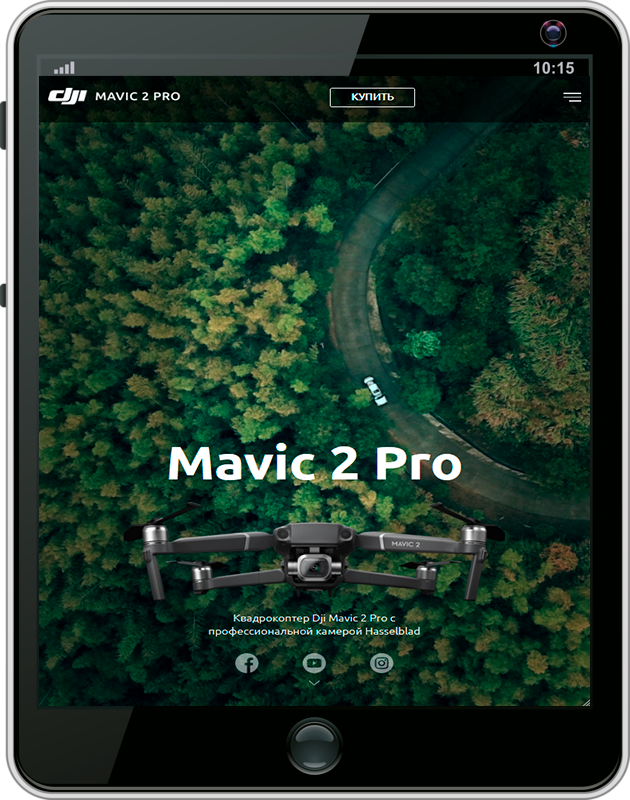 10:15
dji MAVIC 2 PRO
КУПИТЬ
Mavic 2 Pro
MAVIC 2
Квадрокоптер Dji Mavic 2 Pro с
профессиональной камерой Hasselblad